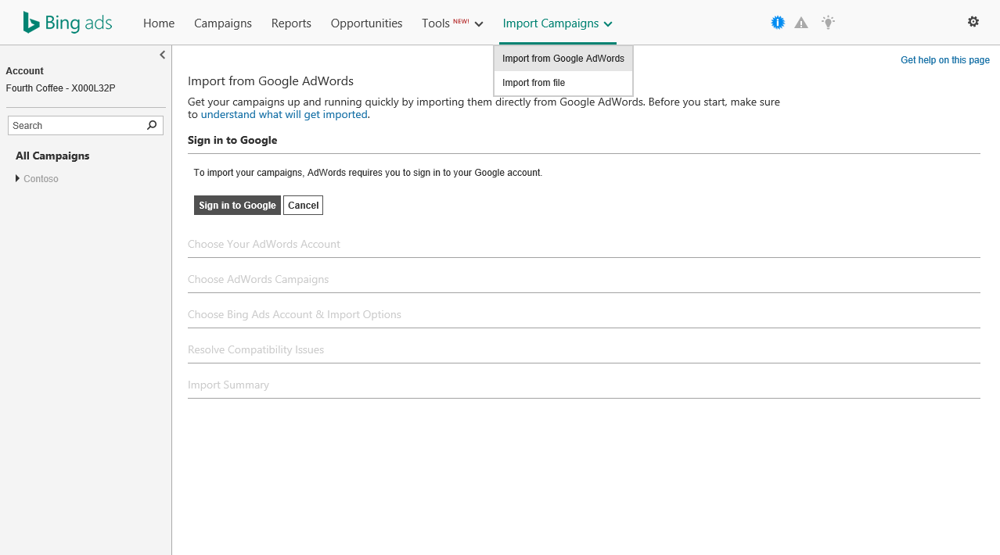 Bing ads
Home Campaigns Reports Opportunities Tools NEW! Import Campaigns
Import from Google AdWords
Import from file
Get help on this page
Account
Fourth Coffee - X000L32P
Search
All Campaigns
Contoso
Import from Google AdWords
Get your campaigns up and running quickly by importing them directly from Google AdWords. Before you start, make sure
to understand what will get imported.
Sign in to Google
To import your campaigns, AdWords requires you to sign in to your Google account.
Sign in to Google Cancel
Choose Your AdWords Account
Choose AdWords Campaigns
Choose Bing Ads Account & Import Options
Resolve Compatibility Issues
Import Summary